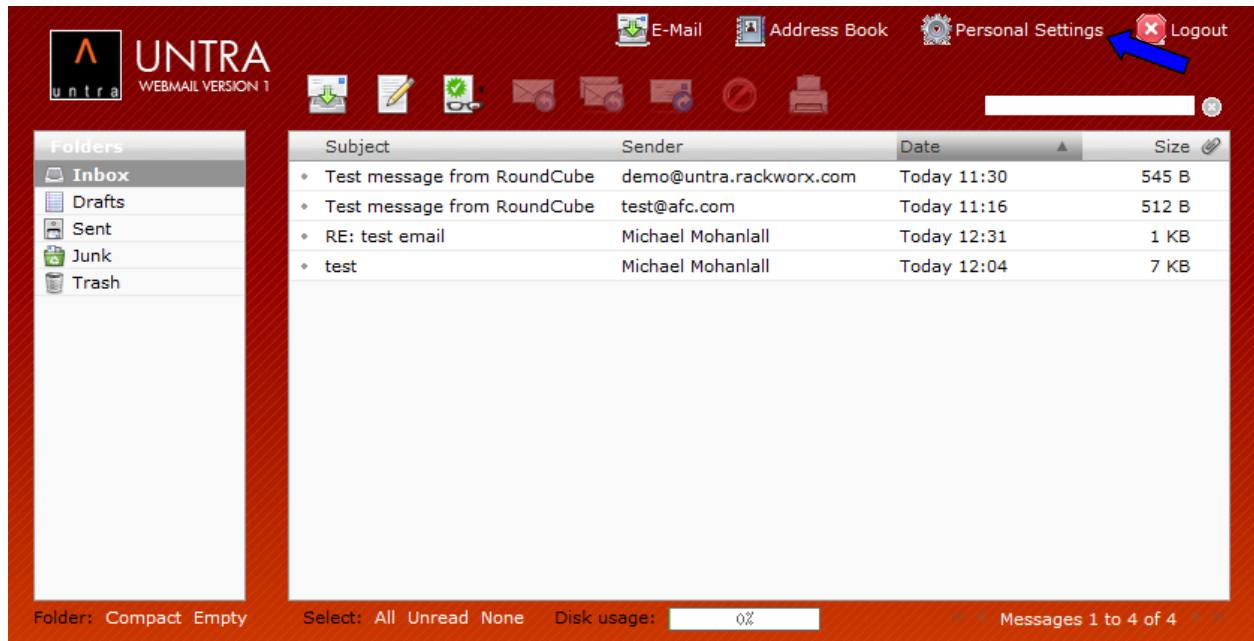 E-Mail Address Book Personal Settings Logout
untra
UNTRA
WEBMAIL VERSION 1
Folders
Inbox
Drafts
Sent
Junk
Trash
Subject Sender Date Size
Test message from RoundCube demo@untra.rackworx.com Today 11:30 545 B
Test message from RoundCube test@afc.com Today 11:16 512 B
RE: test email Michael Mohanlall Today 12:31 1 KB
test Michael Mohanlall Today 12:04 7 KB
Folder: Compact Empty Select: All Unread None Disk usage: 0% Messages 1 to 4 of 4